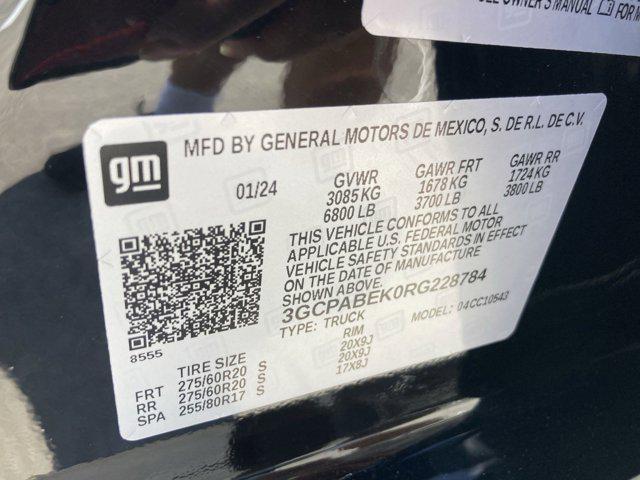 OWNER'S MANUAL
MFD BY GENERAL MOTORS DE MEXICO, S. DE R.L. DE C.V.
gm
01/24
GVWR
3085 KG
6800 LB
GAWR FRT
1678 KG
3700 LB
GAWR RR
1724 KG
3800 LB
THIS VEHICLE CONFORMS TO ALL
APPLICABLE U.S. FEDERAL MOTOR
VEHICLE SAFETY STANDARDS IN EFFECT
ON THE DATE OF MANUFACTURE
3GCPABEK0RG228784
TYPE: TRUCK MODEL: 04CC10543
8555
TIRE SIZE RIM
FRT 275/60R20 S 20X9J
RR 275/60R20 S 20X9J
SPA 255/80R17 S 17X8J